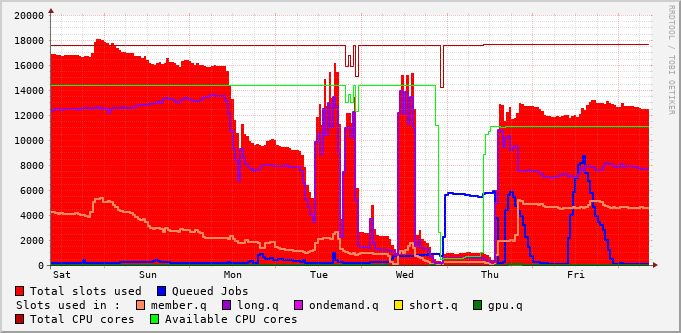 RRDTOOL / TOBI OETIKER
20000
18000
16000
14000
12000
10000
8000
6000
4000
2000
0
Sat Sun Mon Tue Wed Thu Fri
Total slots used Queued Jobs
Slots used in : member.q long.q ondemand.q short.q gpu.q
Total CPU cores Available CPU cores